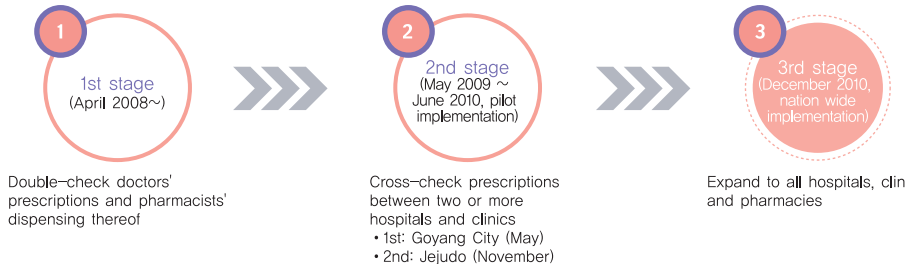 1
1st stage
(April 2008~)
Double-check doctors'
prescriptions and pharmacists'
dispensing thereof
2
2nd stage
(May 2009 ~
June 2010, pilot
implementation)
Cross-check prescriptions
between two or more
hospitals and clinics
• 1st: Goyang City (May)
• 2nd: Jejudo (November)
3
3rd stage
(December 2010,
nation wide
implementation)
Expand to all hospitals, clin
and pharmacies